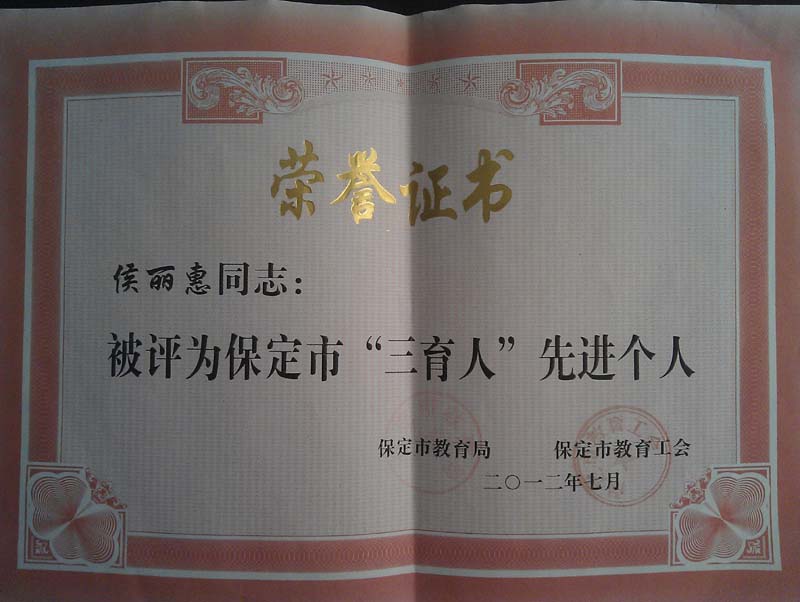 荣誉证书
侯丽惠同志：
被评为保定市“三育人”先进个人
保定市教育局 保定市教育工会
二〇一二年七月